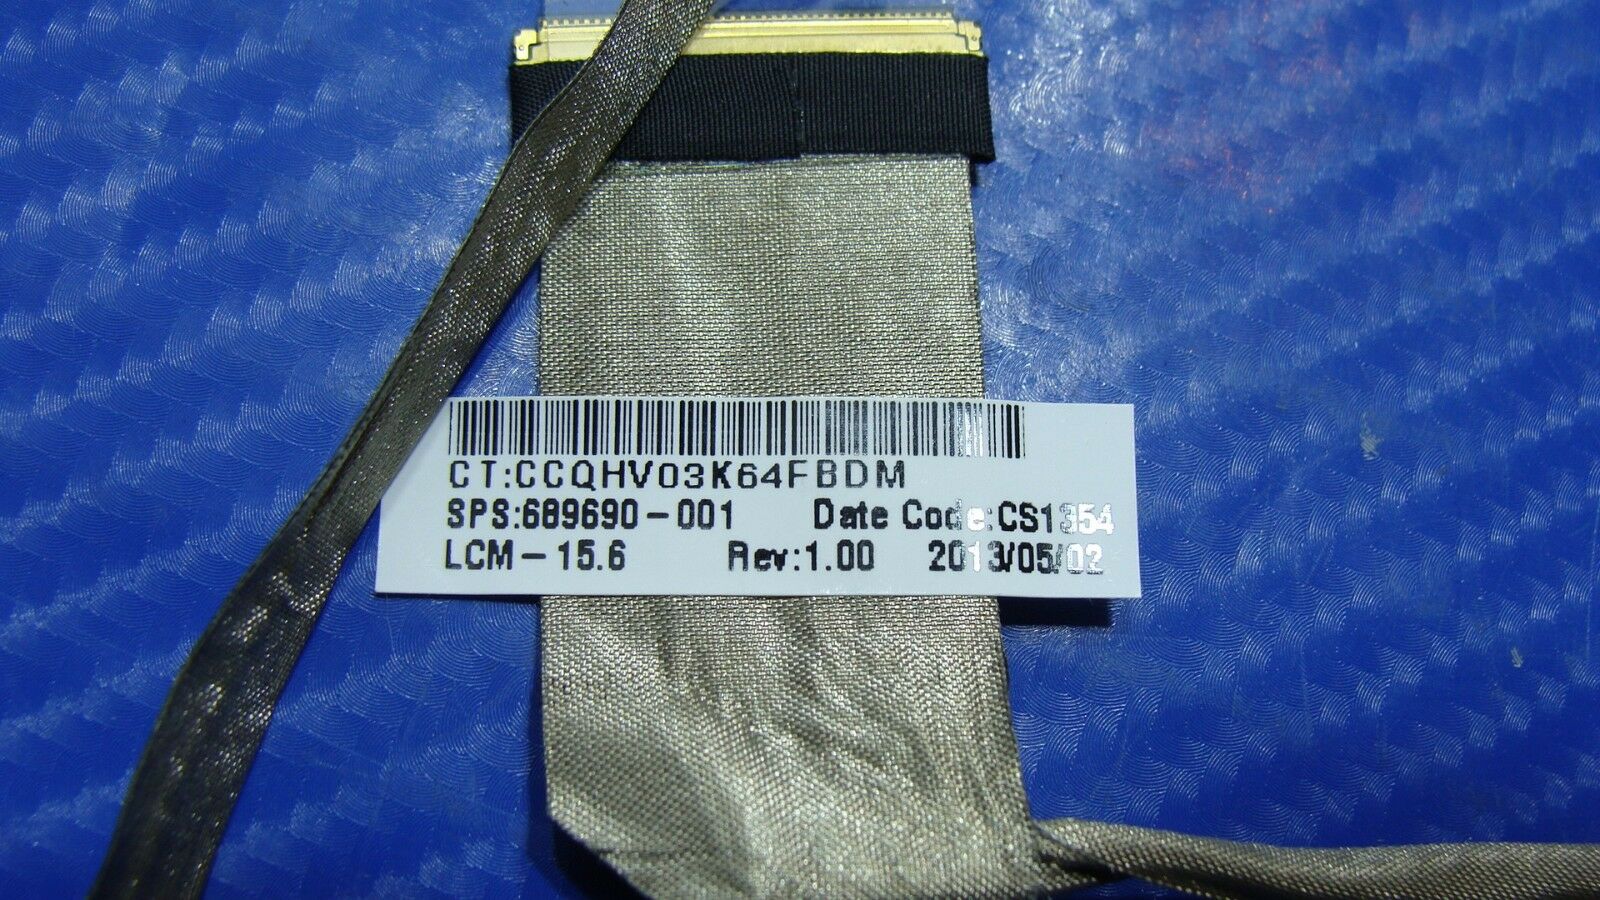 CT:CCQHV03K64FBDM
SPS:689690-001 Date Code:CS1354
LCM-15.6 Rev:1.00 2013/05/02